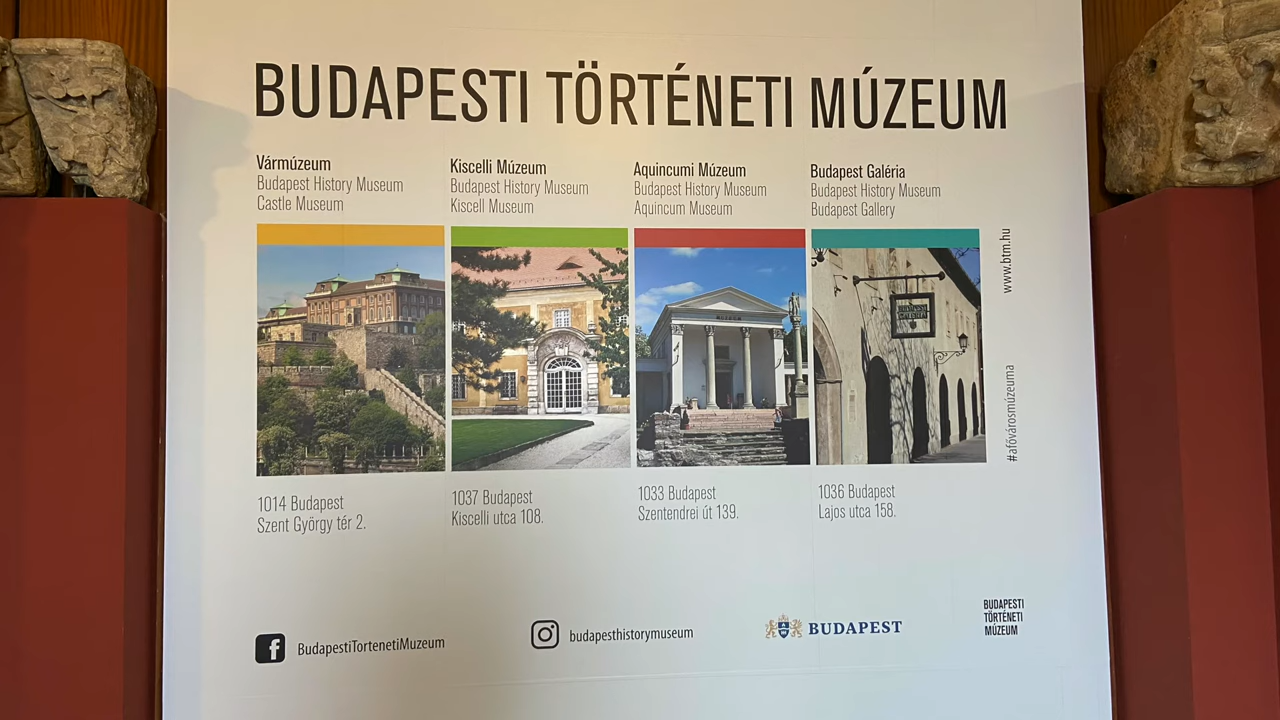 BUDAPESTI TÖRTÉNETI MÚZEUM
Vármúzeum
Budapest History Museum
Castle Museum
Kiscelli Múzeum
Budapest History Museum
Kiscell Museum
Aquincumi Múzeum
Budapest History Museum
Aquincum Museum
Budapest Galéria
Budapest History Museum
Budapest Gallery
www.btm.hu
#afővárosmúzeuma
1014 Budapest
Szent György tér 2.
1037 Budapest
Kiscelli utca 108.
1033 Budapest
Szentendrei út 139.
1036 Budapest
Lajos utca 158.
BudapestiTortenetiMuzeum
budapesthistorymuseum
BUDAPEST
BUDAPESTI
TÖRTÉNETI
MÚZEUM